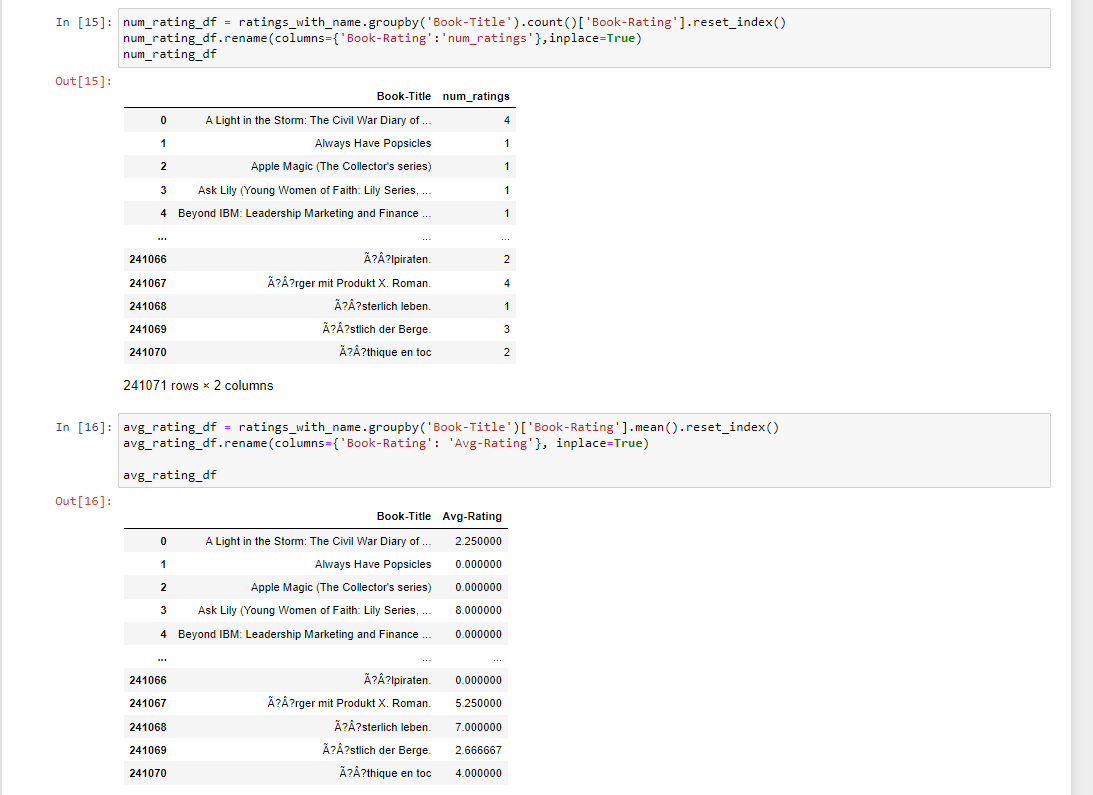 In [15]: num_rating_df = ratings_with_name.groupby('Book-Title').count()['Book-Rating'].reset_index()
num_rating_df.rename(columns={'Book-Rating':'num_ratings'},inplace=True)
num_rating_df
Out[15]:
Book-Title num_ratings
0 A Light in the Storm: The Civil War Diary of ... 4
1 Always Have Popsicles 1
2 Apple Magic (The Collector's series) 1
3 Ask Lily (Young Women of Faith: Lily Series, ... 1
4 Beyond IBM: Leadership Marketing and Finance ... 1
... ... ...
241066 Ã?Â?lpiraten. 2
241067 Ã?Â?rger mit Produkt X. Roman. 4
241068 Ã?Â?sterlich leben. 1
241069 Ã?Â?stlich der Berge. 3
241070 Ã?Â?thique en toc 2
241071 rows × 2 columns
In [16]: avg_rating_df = ratings_with_name.groupby('Book-Title')['Book-Rating'].mean().reset_index()
avg_rating_df.rename(columns={'Book-Rating': 'Avg-Rating'}, inplace=True)
avg_rating_df
Out[16]:
Book-Title Avg-Rating
0 A Light in the Storm: The Civil War Diary of ... 2.250000
1 Always Have Popsicles 0.000000
2 Apple Magic (The Collector's series) 0.000000
3 Ask Lily (Young Women of Faith: Lily Series, ... 8.000000
4 Beyond IBM: Leadership Marketing and Finance ... 0.000000
... ... ...
241066 Ã?Â?lpiraten. 0.000000
241067 Ã?Â?rger mit Produkt X. Roman. 5.250000
241068 Ã?Â?sterlich leben. 7.000000
241069 Ã?Â?stlich der Berge. 2.666667
241070 Ã?Â?thique en toc 4.000000